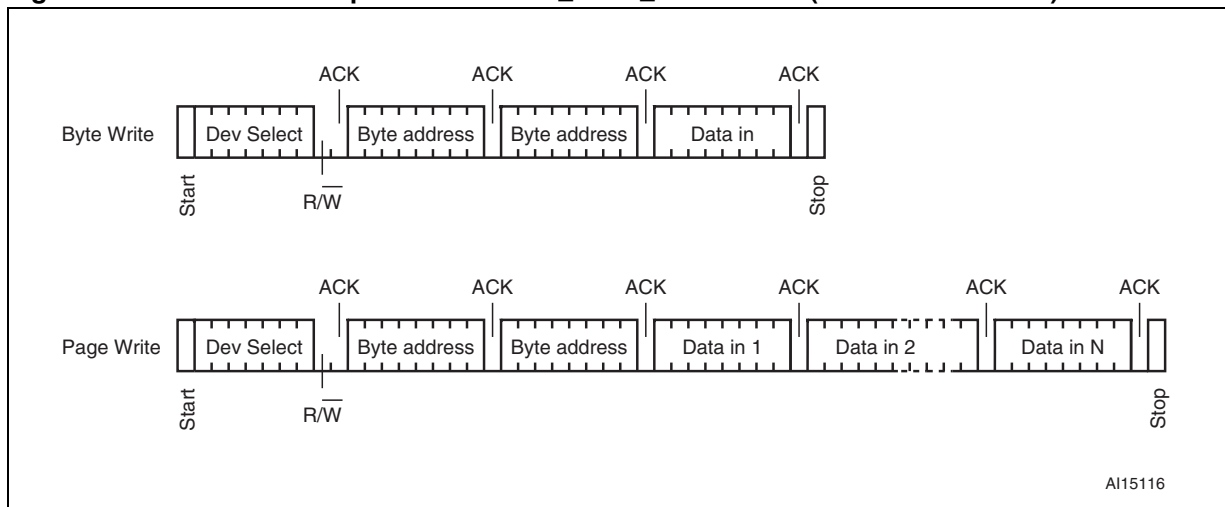 ACK ACK ACK ACK
Byte Write Dev Select Byte address Byte address Data in
Start R/W̅ Stop
ACK ACK ACK ACK ACK ACK
Page Write Dev Select Byte address Byte address Data in 1 Data in 2 Data in N
Start R/W̅ Stop
AI15116